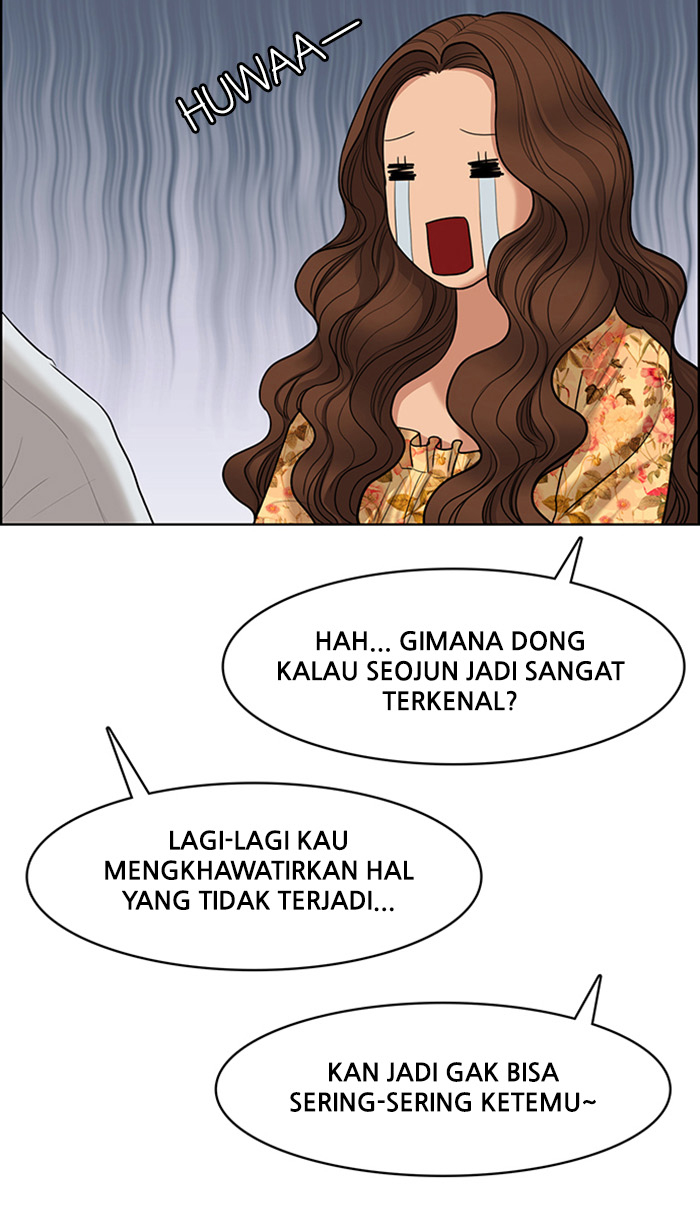 HUWAA—
HAH... GIMANA DONG
KALAU SEOJUN JADI SANGAT
TERKENAL?
LAGI-LAGI KAU
MENGKHAWATIRKAN HAL
YANG TIDAK TERJADI...
KAN JADI GAK BISA
SERING-SERING KETEMU~